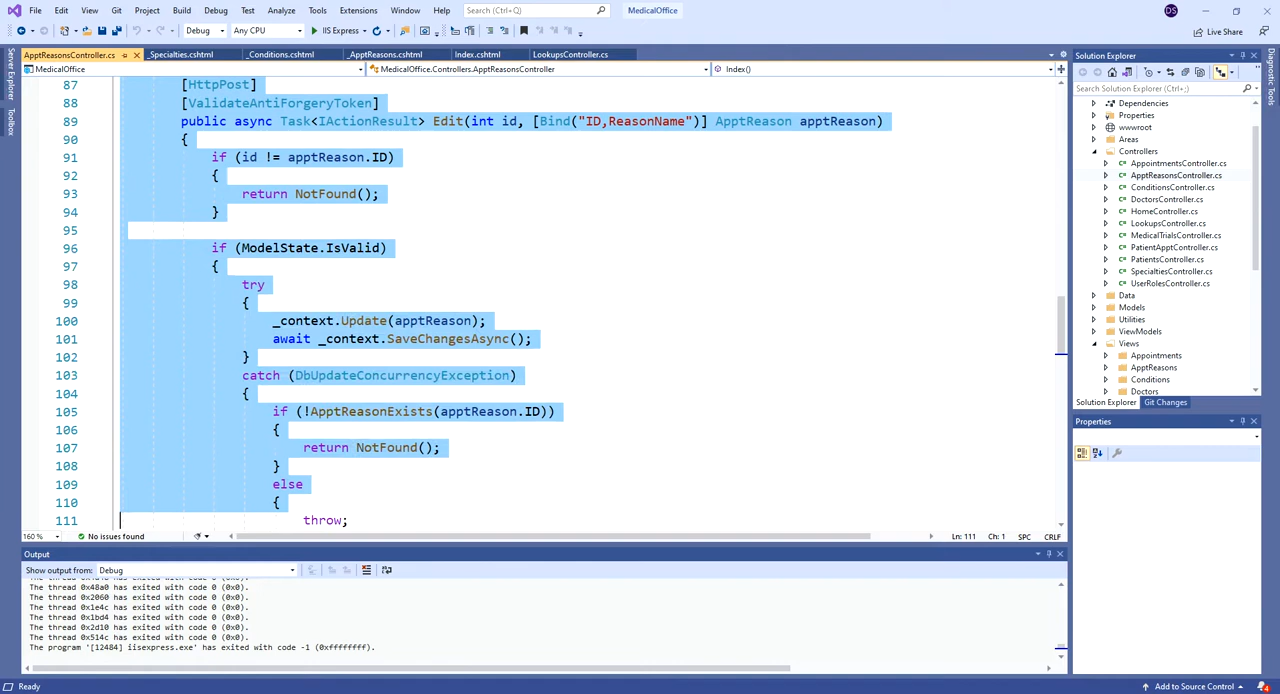 File Edit View Git Project Build Debug Test Analyze Tools Extensions Window Help Search (Ctrl+Q) MedicalOffice DS
Debug Any CPU IIS Express Live Share
Server Explorer
Toolbox
ApptReasonsController.cs _Specialties.cshtml _Conditions.cshtml _ApptReasons.cshtml Index.cshtml LookupsController.cs
MedicalOffice MedicalOffice.Controllers.ApptReasonsController Index()
87 [HttpPost]
88 [ValidateAntiForgeryToken]
89 public async Task<IActionResult> Edit(int id, [Bind("ID,ReasonName")] ApptReason apptReason)
90 {
91 if (id != apptReason.ID)
92 {
93 return NotFound();
94 }
95
96 if (ModelState.IsValid)
97 {
98 try
99 {
100 _context.Update(apptReason);
101 await _context.SaveChangesAsync();
102 }
103 catch (DbUpdateConcurrencyException)
104 {
105 if (!ApptReasonExists(apptReason.ID))
106 {
107 return NotFound();
108 }
109 else
110 {
111 throw;
160 % No issues found Ln: 111 Ch: 1 SPC CRLF
Output
Show output from: Debug
The thread 0x48a0 has exited with code 0 (0x0).
The thread 0x2060 has exited with code 0 (0x0).
The thread 0x1e4c has exited with code 0 (0x0).
The thread 0x1bd4 has exited with code 0 (0x0).
The thread 0x2d10 has exited with code 0 (0x0).
The thread 0x514c has exited with code 0 (0x0).
The program '[12484] iisexpress.exe' has exited with code -1 (0xffffffff).
Solution Explorer
Search Solution Explorer (Ctrl+;)
Dependencies
Properties
wwwroot
Areas
Controllers
AppointmentsController.cs
ApptReasonsController.cs
ConditionsController.cs
DoctorsController.cs
HomeController.cs
LookupsController.cs
MedicalTrialsController.cs
PatientApptController.cs
PatientsController.cs
SpecialtiesController.cs
UserRolesController.cs
Data
Models
Utilities
ViewModels
Views
Appointments
ApptReasons
Conditions
Doctors
Solution Explorer Git Changes
Properties
Diagnostic Tools
Ready Add to Source Control 4